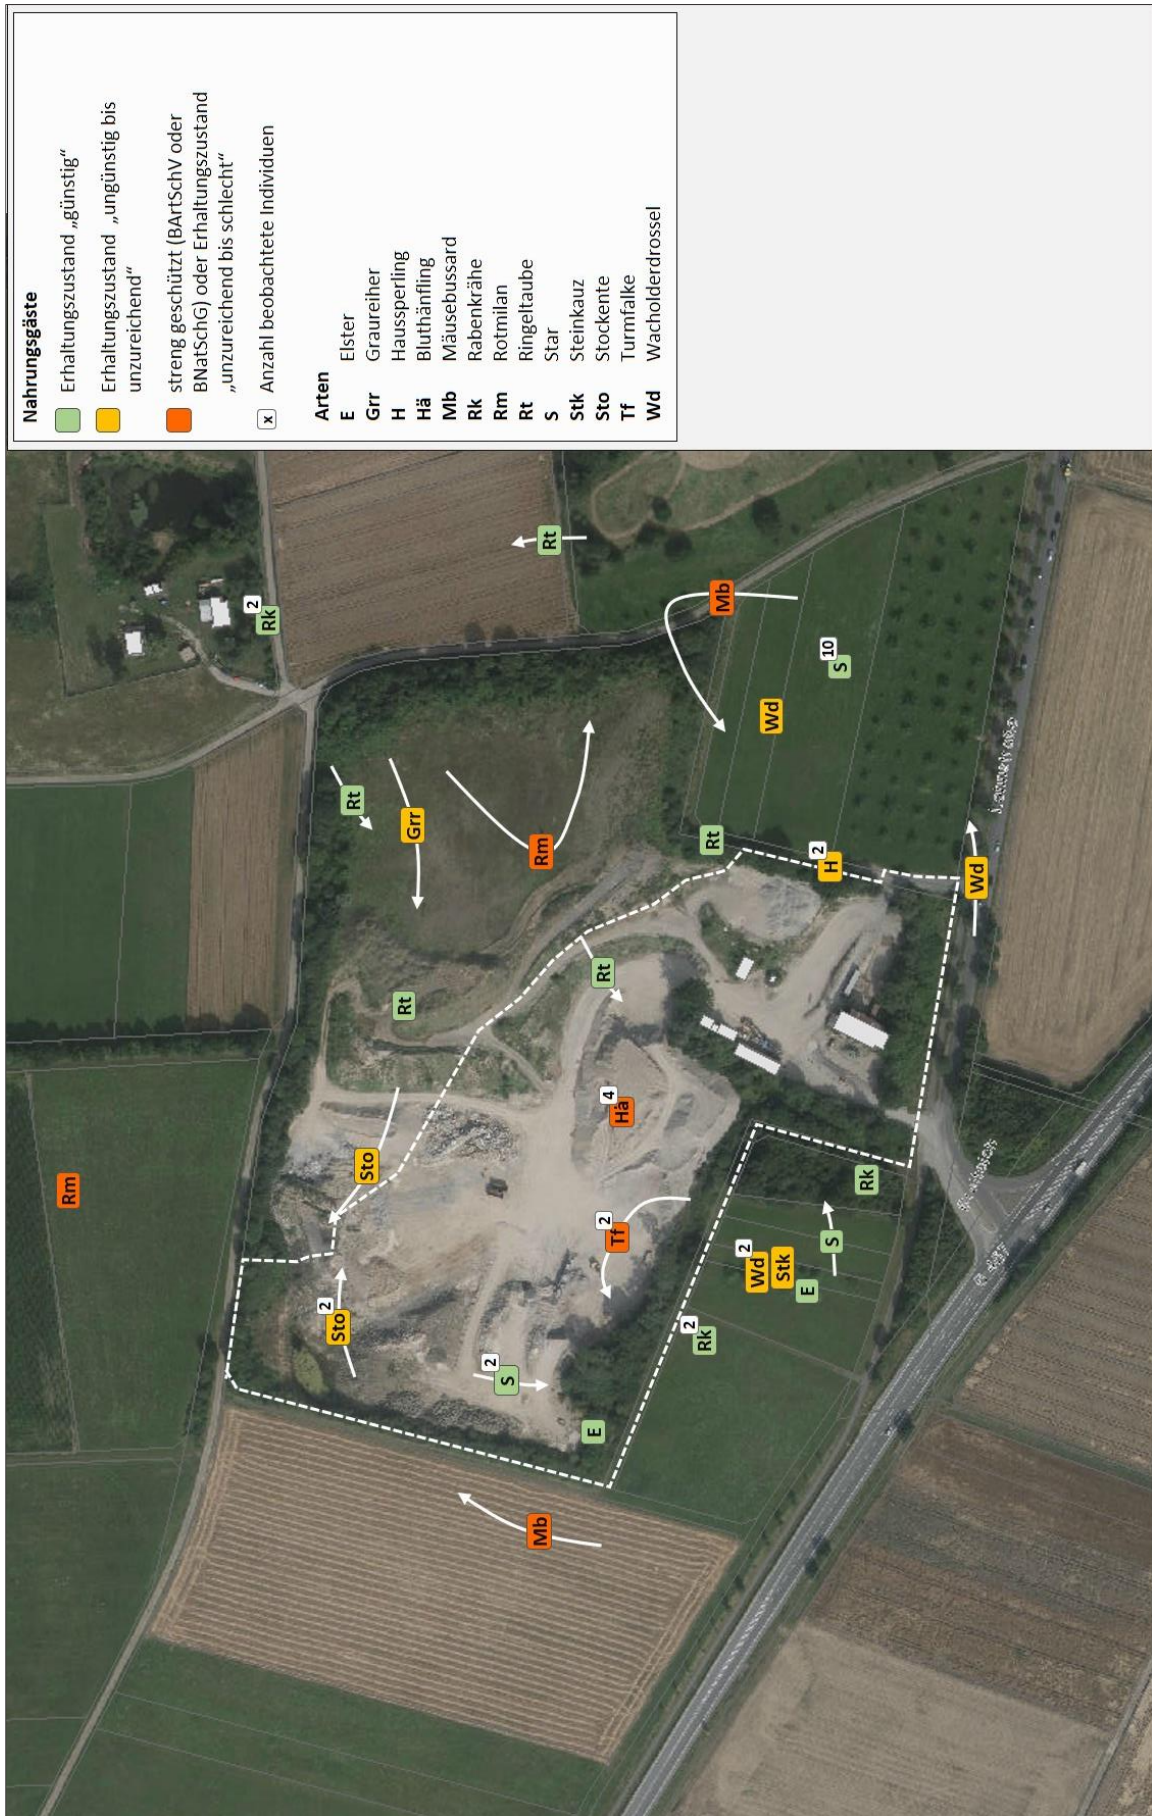 Nahrungsgäste
Erhaltungszustand „günstig“
Erhaltungszustand „ungünstig bis
unzureichend“
streng geschützt (BArtSchV oder
BNatSchG) oder Erhaltungszustand
„unzureichend bis schlecht“
x Anzahl beobachtete Individuen
Arten
E Elster
Grr Graureiher
H Haussperling
Hä Bluthänfling
Mb Mäusebussard
Rk Rabenkrähe
Rm Rotmilan
Rt Ringeltaube
S Star
Stk Steinkauz
Sto Stockente
Tf Turmfalke
Wd Wacholderdrossel
Rm
2
Rk
Rt
Rt
Grr
Rm
Mb
Wd
10
S
Rt
2
H
Wd
Rt
Rt
Sto
4
Hä
2
Sto
2
Tf
2
S
E
Mb
2
Rk
2
Wd
Stk
E
S
Rk